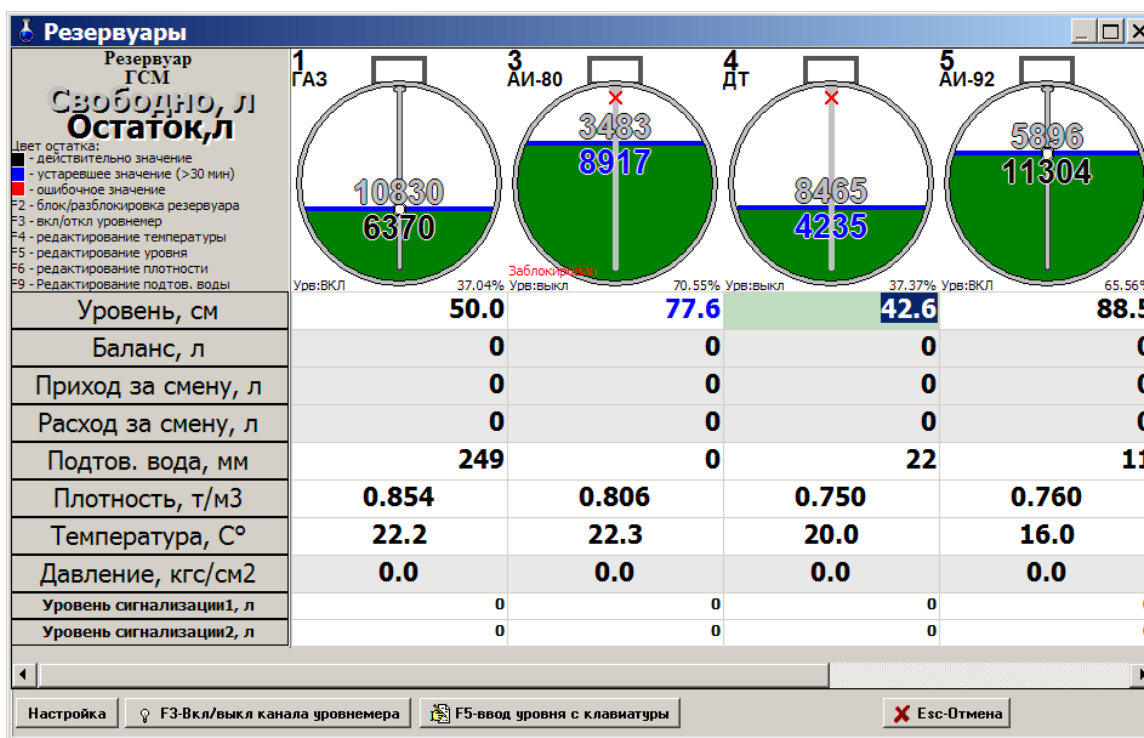 Резервуары
Резервуар
ГСМ
Свободно, л
Остаток,л
Цвет остатка:
- действительно значение
- устаревшее значение (>30 мин)
- ошибочное значение
F2 - блок/разблокировка резервуара
F3 - вкл/откл уровнемер
F4 - редактирование температуры
F5 - редактирование уровня
F6 - редактирование плотности
F9 - Редактирование подтов. воды
1
ГАЗ
10830
6370
Урв:ВКЛ 37.04%
3
АИ-80
3483
8917
Заблокирован
Урв:выкл 70.55%
4
ДТ
8465
4235
Урв:выкл 37.37%
5
АИ-92
5896
11304
Урв:ВКЛ 65.56%
Уровень, см 50.0 77.6 42.6 88.5
Баланс, л 0 0 0 0
Приход за смену, л 0 0 0 0
Расход за смену, л 0 0 0 0
Подтов. вода, мм 249 0 22 11
Плотность, т/м3 0.854 0.806 0.750 0.760
Температура, С° 22.2 22.3 20.0 16.0
Давление, кгс/см2 0.0 0.0 0.0 0.0
Уровень сигнализации1, л 0 0 0
Уровень сигнализации2, л 0 0 0
Настройка F3-Вкл/выкл канала уровнемера F5-ввод уровня с клавиатуры Esc-Отмена